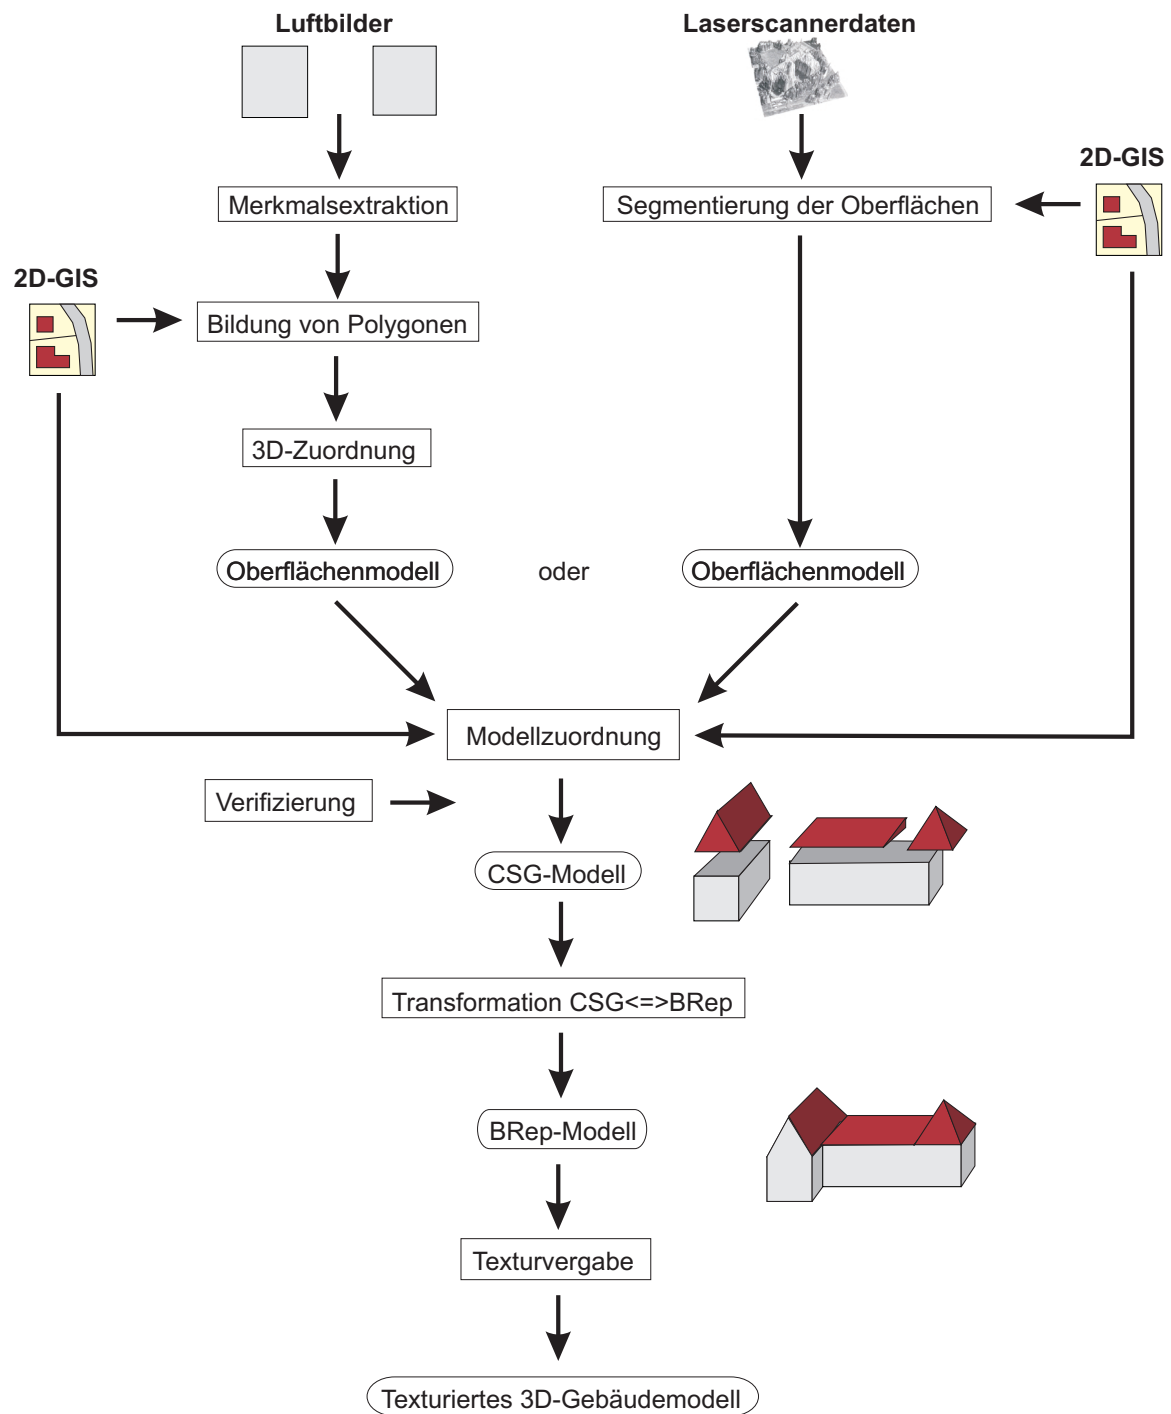 Luftbilder
Laserscannerdaten
2D-GIS
Merkmalsextraktion
Segmentierung der Oberflächen
2D-GIS
Bildung von Polygonen
3D-Zuordnung
Oberflächenmodell
oder
Oberflächenmodell
Modellzuordnung
Verifizierung
CSG-Modell
Transformation CSG<=>BRep
BRep-Modell
Texturvergabe
Texturiertes 3D-Gebäudemodell